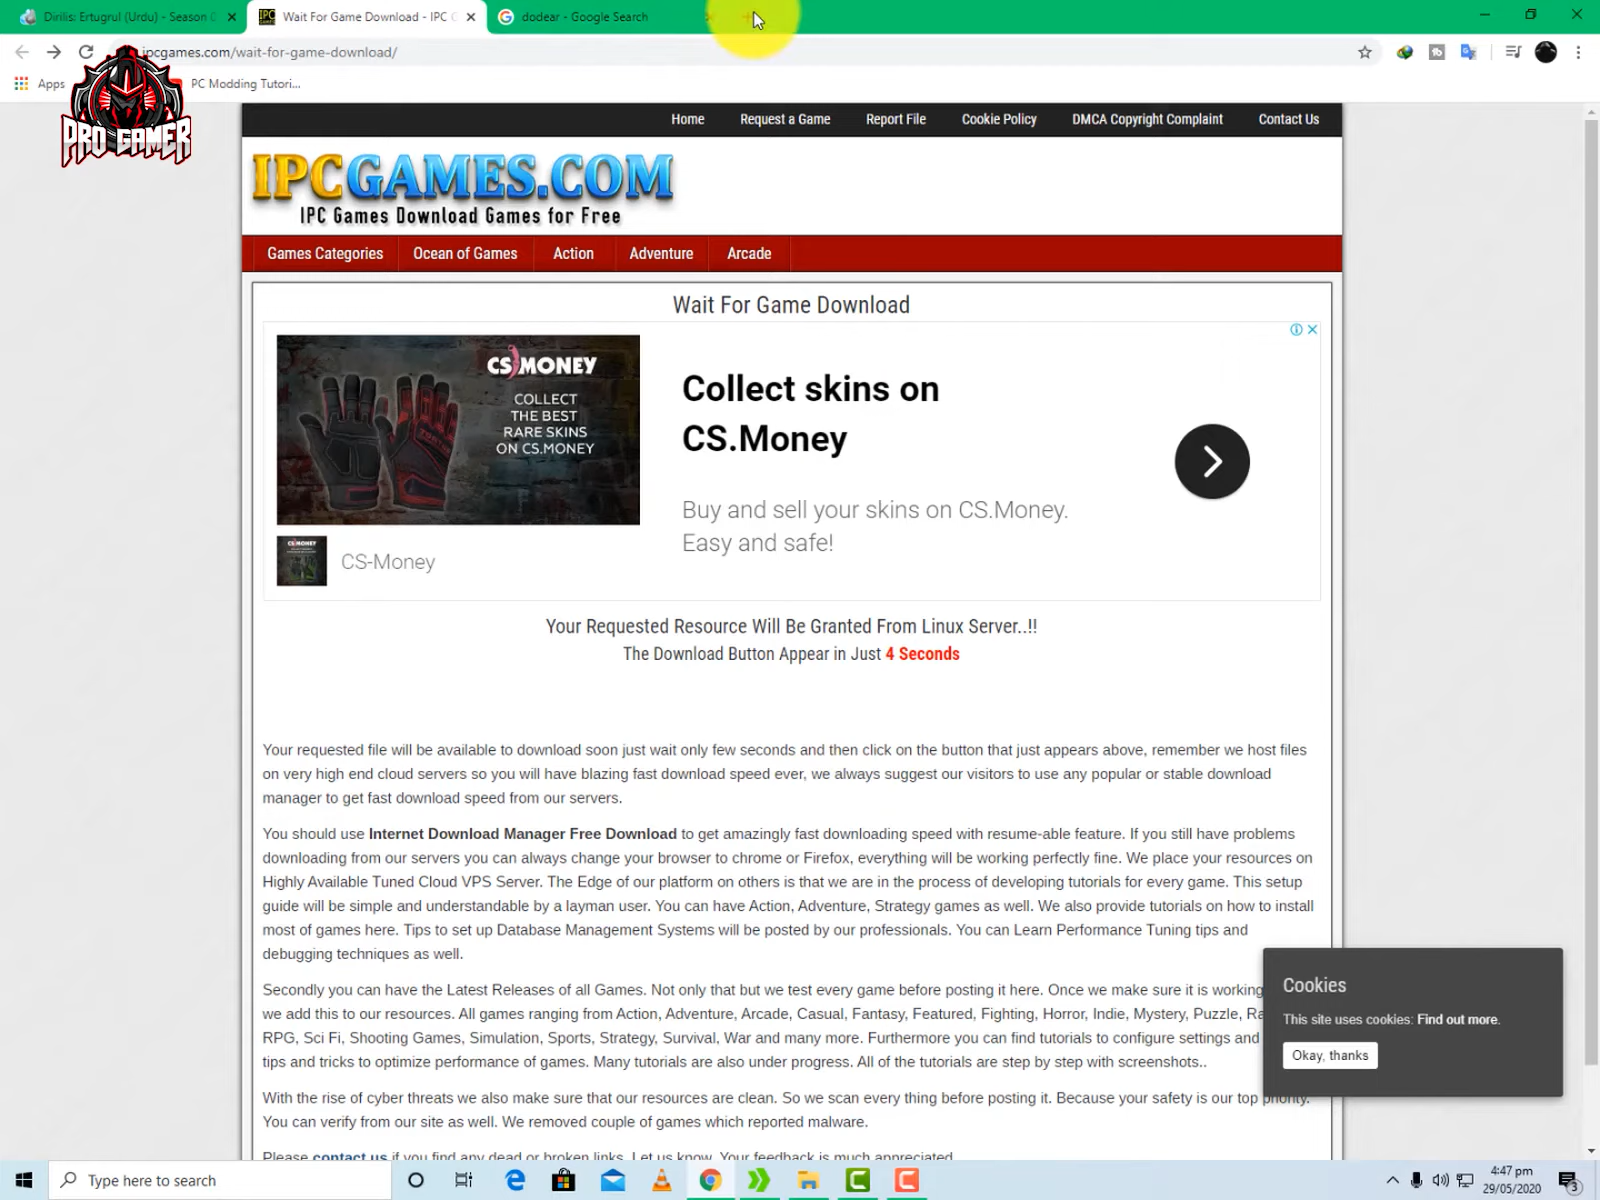 Dirilis: Ertugrul (Urdu) - Season
Wait For Game Download - IPC
dodear - Google Search
ipcgames.com/wait-for-game-download/
Apps
PC Modding Tutori...
PRO GAMER
Home
Request a Game
Report File
Cookie Policy
DMCA Copyright Complaint
Contact Us
IPCGAMES.COM
IPC Games Download Games for Free
Games Categories
Ocean of Games
Action
Adventure
Arcade
Wait For Game Download
CS.MONEY
COLLECT
THE BEST
RARE SKINS
ON CS.MONEY
Collect skins on
CS.Money
Buy and sell your skins on CS.Money.
Easy and safe!
CS-Money
Your Requested Resource Will Be Granted From Linux Server..!!
The Download Button Appear in Just 4 Seconds
Your requested file will be available to download soon just wait only few seconds and then click on the button that just appears above, remember we host files
on very high end cloud servers so you will have blazing fast download speed ever, we always suggest our visitors to use any popular or stable download
manager to get fast download speed from our servers.
You should use Internet Download Manager Free Download to get amazingly fast downloading speed with resume-able feature. If you still have problems
downloading from our servers you can always change your browser to chrome or Firefox, everything will be working perfectly fine. We place your resources on
Highly Available Tuned Cloud VPS Server. The Edge of our platform on others is that we are in the process of developing tutorials for every game. This setup
guide will be simple and understandable by a layman user. You can have Action, Adventure, Strategy games as well. We also provide tutorials on how to install
most of games here. Tips to set up Database Management Systems will be posted by our professionals. You can Learn Performance Tuning tips and
debugging techniques as well.
Secondly you can have the Latest Releases of all Games. Not only that but we test every game before posting it here. Once we make sure it is working
we add this to our resources. All games ranging from Action, Adventure, Arcade, Casual, Fantasy, Featured, Fighting, Horror, Indie, Mystery, Puzzle,
RPG, Sci Fi, Shooting Games, Simulation, Sports, Strategy, Survival, War and many more. Furthermore you can find tutorials to configure settings and
tips and tricks to optimize performance of games. Many tutorials are also under progress. All of the tutorials are step by step with screenshots..
With the rise of cyber threats we also make sure that our resources are clean. So we scan every thing before posting it. Because your safety is our top priority.
You can verify from our site as well. We removed couple of games which reported malware.
Please contact us if you find any dead or broken links. Let us know. Your feedback is much appreciated.
Cookies
This site uses cookies: Find out more.
Okay, thanks
Type here to search
4:47 pm
29/05/2020
3